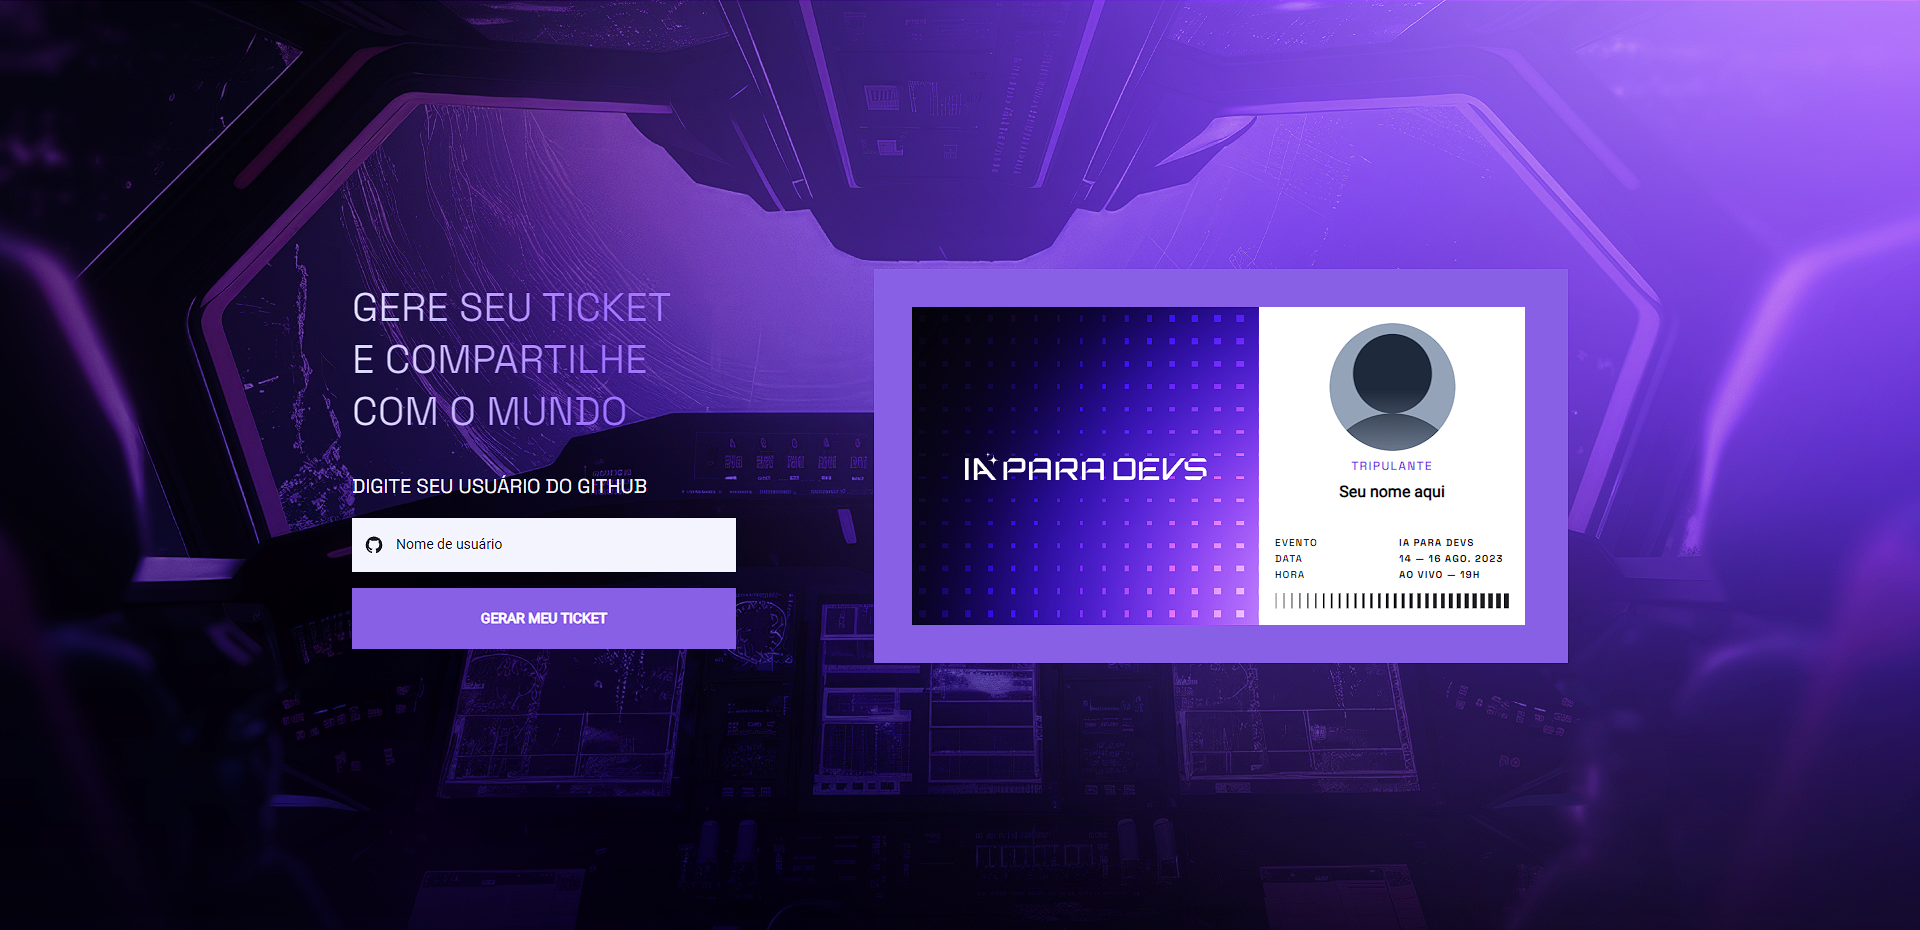 GERE SEU TICKET
E COMPARTILHE
COM O MUNDO
DIGITE SEU USUÁRIO DO GITHUB
Nome de usuário
GERAR MEU TICKET
IA PARA DEVS
TRIPULANTE
Seu nome aqui
EVENTO IA PARA DEVS
DATA 14 — 16 AGO. 2023
HORA AO VIVO — 19H